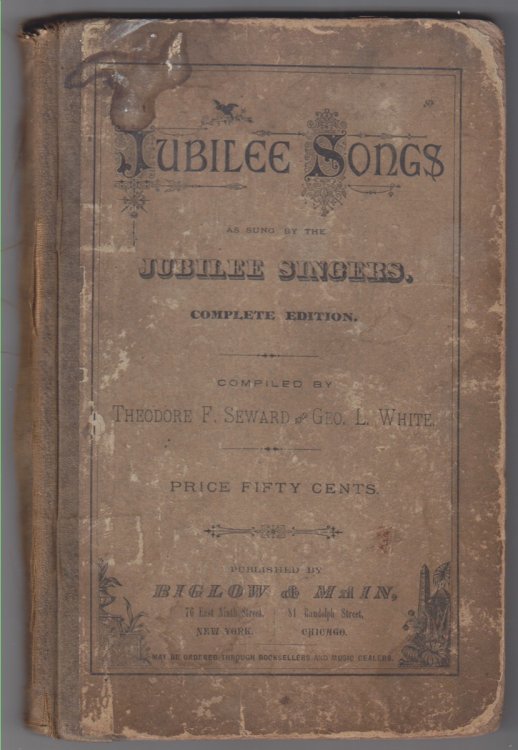 JUBILEE SONGS
AS SUNG BY THE
JUBILEE SINGERS,
COMPLETE EDITION.
COMPILED BY
THEODORE F. SEWARD and GEO. L. WHITE.
PRICE FIFTY CENTS.
PUBLISHED BY
BIGLOW & MAIN,
76 East Ninth Street, 81 Randolph Street,
NEW YORK. CHICAGO.
MAY BE ORDERED THROUGH BOOKSELLERS AND MUSIC DEALERS.